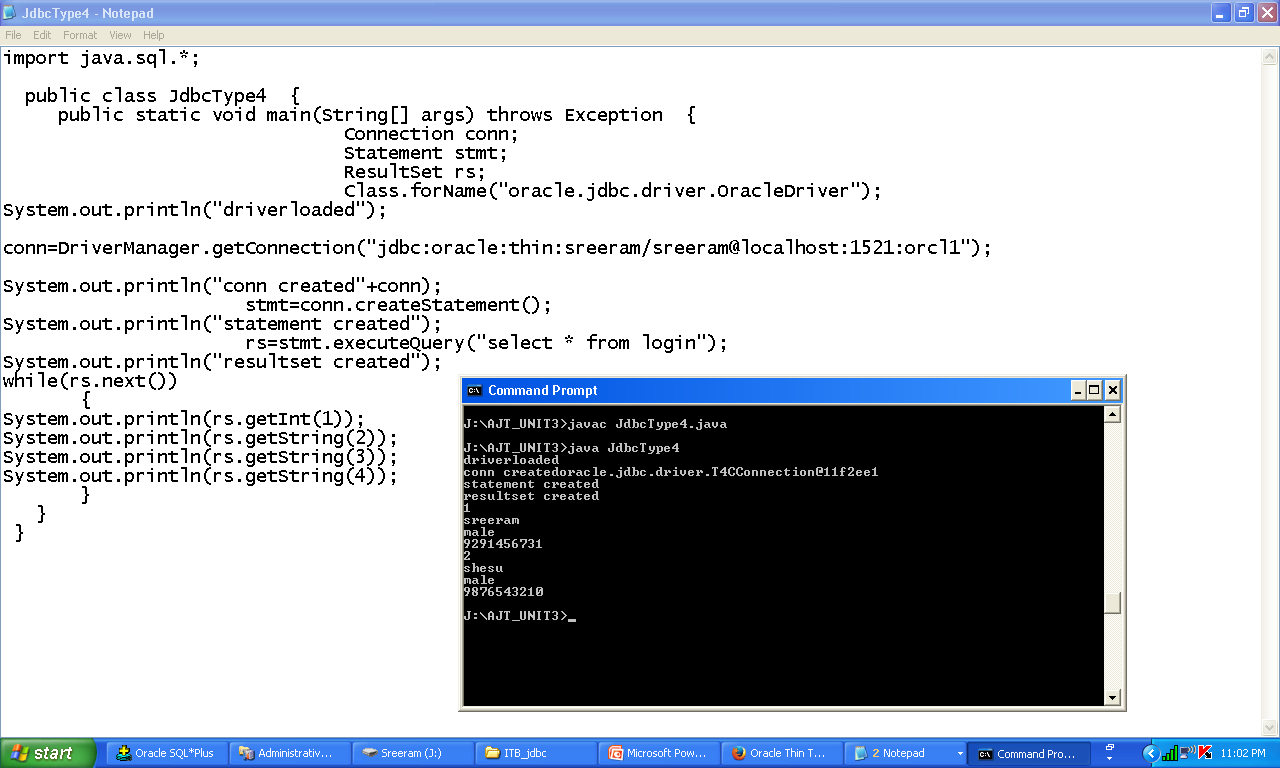 JdbcType4 - Notepad
File Edit Format View Help
import java.sql.*;
public class JdbcType4 {
public static void main(String[] args) throws Exception {
Connection conn;
Statement stmt;
ResultSet rs;
Class.forName("oracle.jdbc.driver.OracleDriver");
System.out.println("driverloaded");
conn=DriverManager.getConnection("jdbc:oracle:thin:sreeram/sreeram@localhost:1521:orcl1");
System.out.println("conn created"+conn);
stmt=conn.createStatement();
System.out.println("statement created");
rs=stmt.executeQuery("select * from login");
System.out.println("resultset created");
while(rs.next())
{
System.out.println(rs.getInt(1));
System.out.println(rs.getString(2));
System.out.println(rs.getString(3));
System.out.println(rs.getString(4));
}
}
}
Command Prompt
J:\AJT_UNIT3>javac JdbcType4.java
J:\AJT_UNIT3>java JdbcType4
driverloaded
conn createdoracle.jdbc.driver.T4CConnection@11f2ee1
statement created
resultset created
1
sreeram
male
9291456731
2
shesu
male
9876543210
J:\AJT_UNIT3>_
start Oracle SQL*Plus Administrativ... Sreeram (J:) ITB_jdbc Microsoft Pow... Oracle Thin T... 2 Notepad Command Pro... 11:02 PM